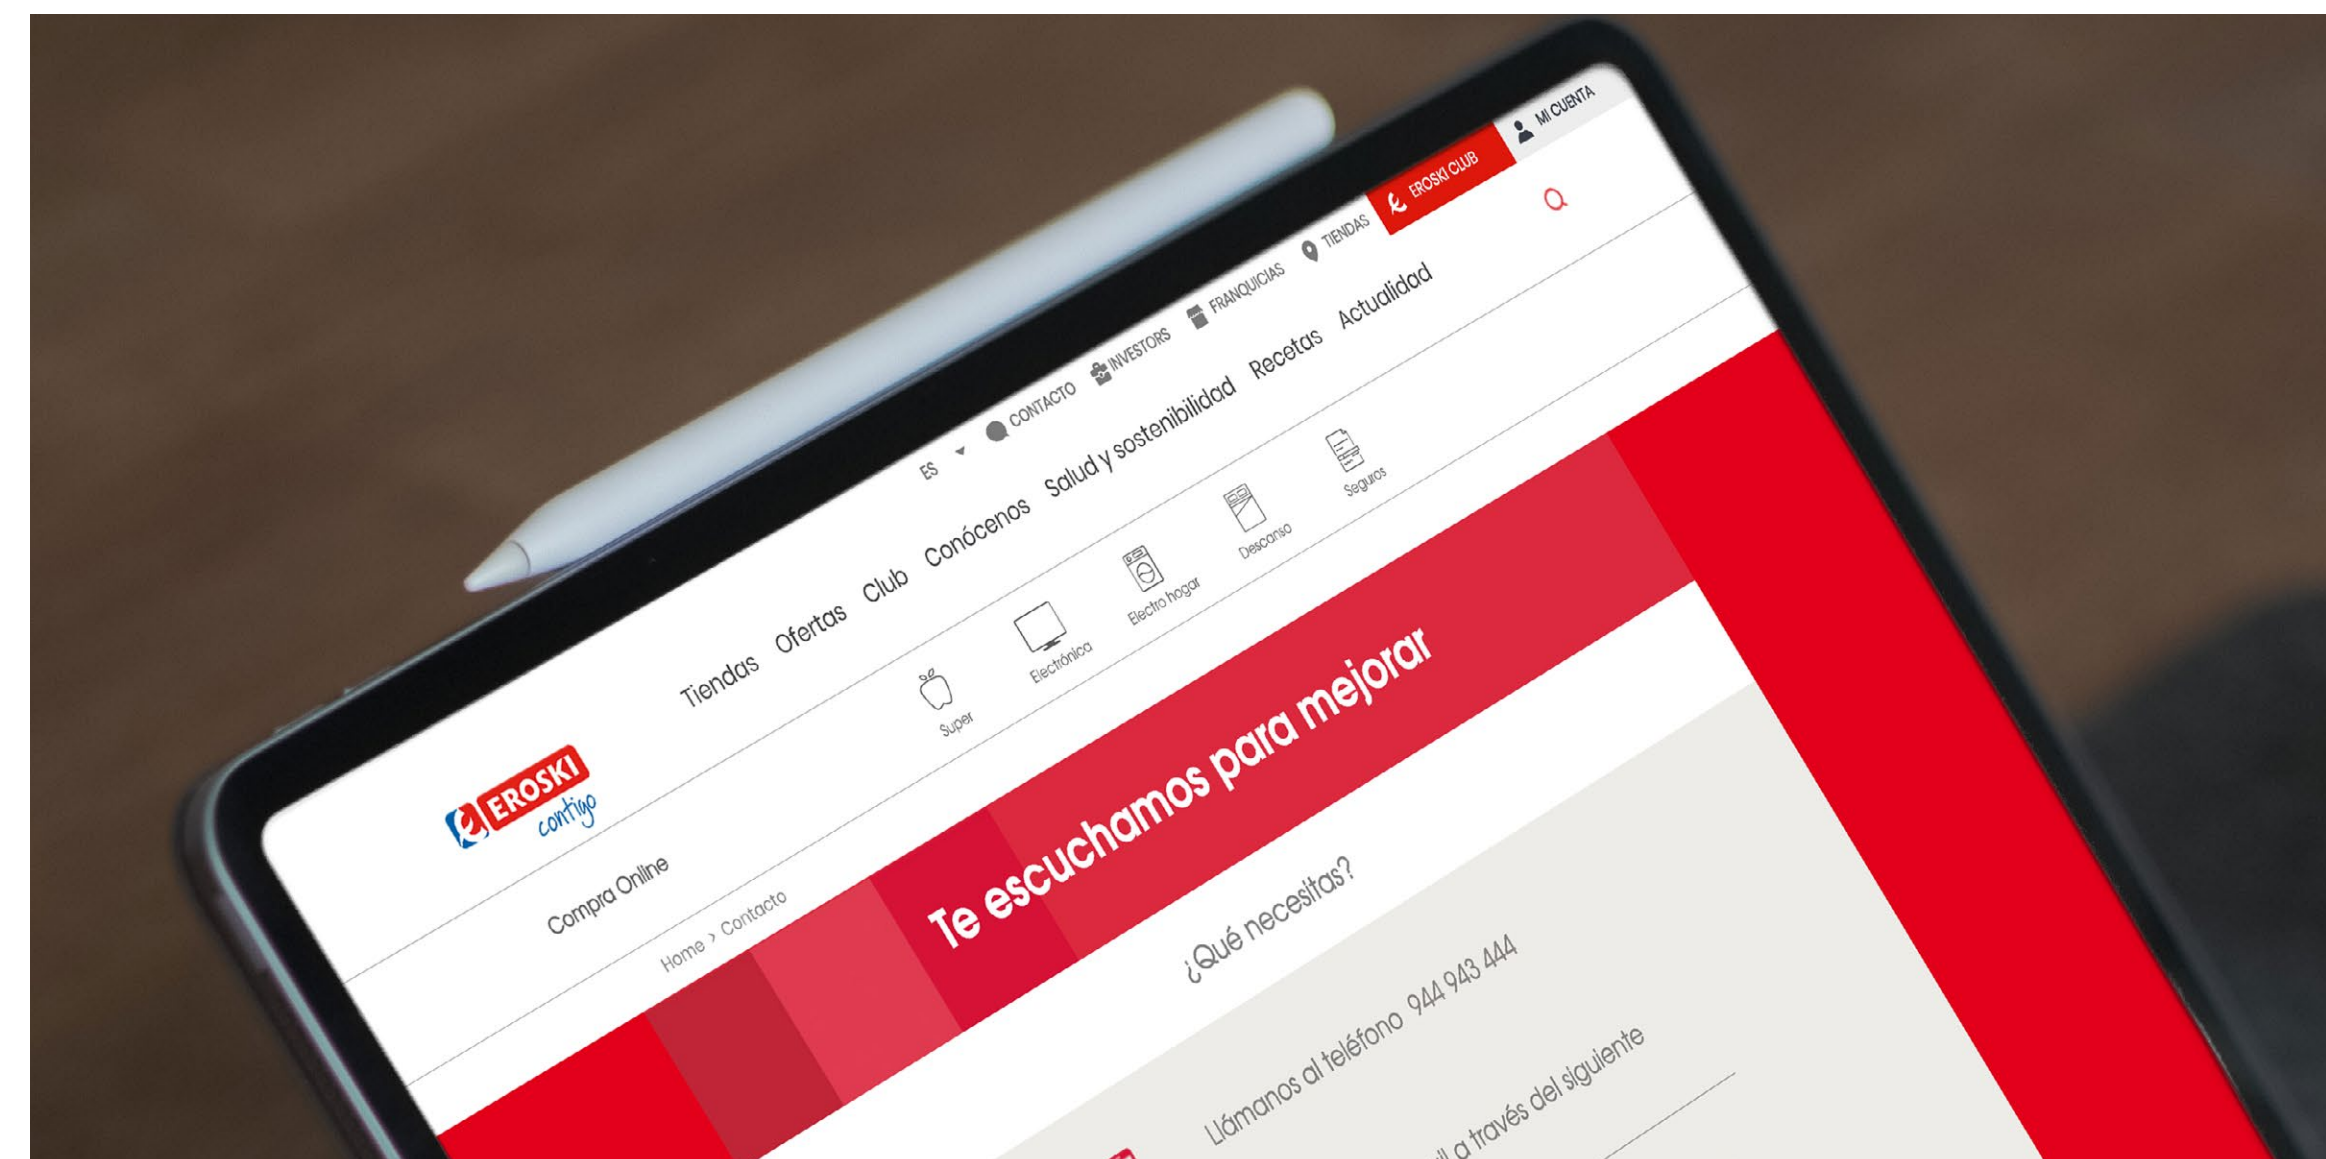 ES CONTACTO INVESTORS FRANQUICIAS TIENDAS EROSKI CLUB MI CUENTA
EROSKI
contigo
Tiendas Ofertas Club Conócenos Salud y sostenibilidad Recetas Actualidad
Compra Online
Super
Electrónica
Electro hogar
Descanso
Seguros
Home > Contacto
Te escuchamos para mejorar
¿Qué necesitas?
Llámanos al teléfono 944 943 444
a través del siguiente